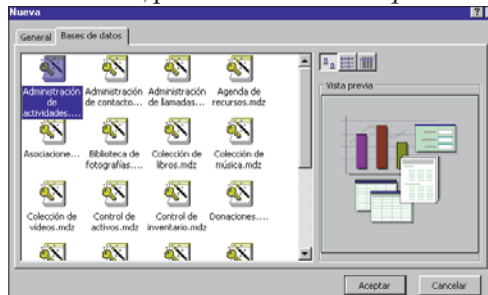 Nueva
General Bases de datos
Administración de actividades....
Administración de contacto...
Administración de llamadas...
Agenda de recursos.mdz
Vista previa
Asociacione...
Biblioteca de fotografías....
Colección de libros.mdz
Colección de música.mdz
Colección de vídeos.mdz
Control de activos.mdz
Control de inventario.mdz
Donaciones....
Aceptar Cancelar